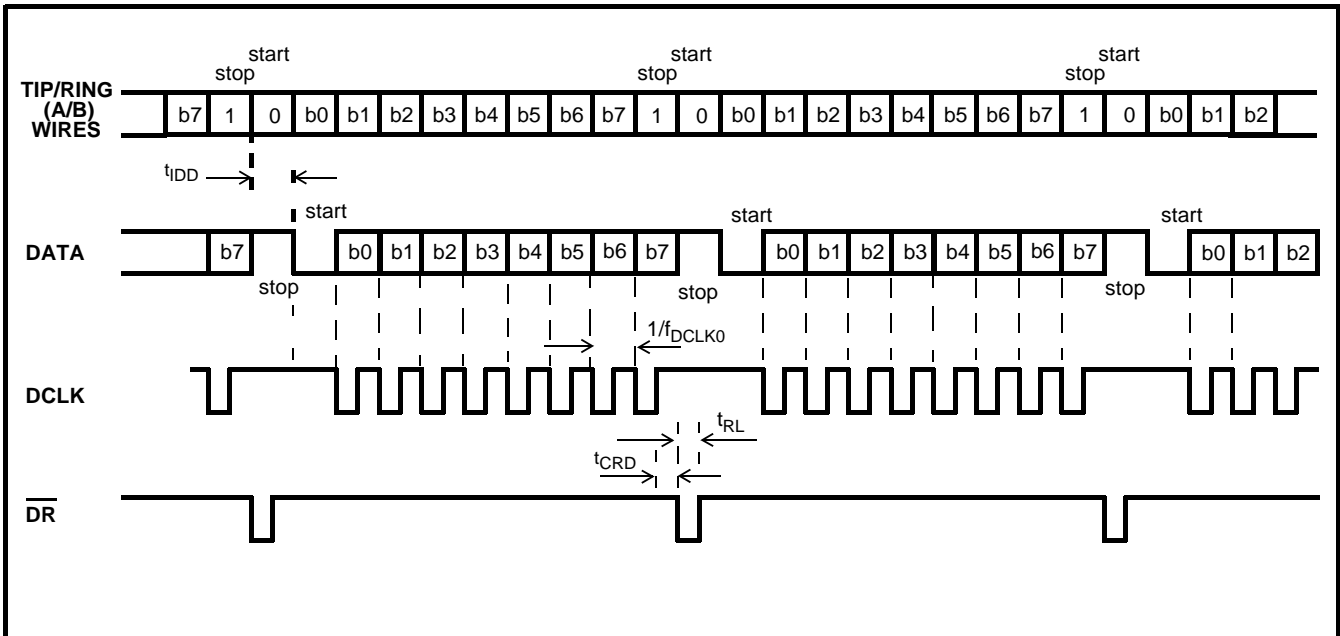 start start start
stop stop stop
TIP/RING (A/B) WIRES b7 1 0 b0 b1 b2 b3 b4 b5 b6 b7 1 0 b0 b1 b2 b3 b4 b5 b6 b7 1 0 b0 b1 b2
tIDD
start start start
DATA b7 b0 b1 b2 b3 b4 b5 b6 b7 b0 b1 b2 b3 b4 b5 b6 b7 b0 b1 b2
stop stop stop
1/fDCLK0
DCLK
tRL
tCRD
DR